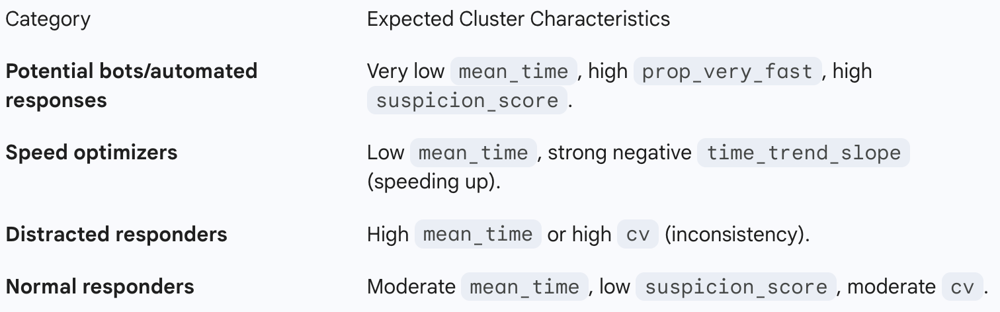 Category Expected Cluster Characteristics
Potential bots/automated Very low mean_time, high prop_very_fast, high
responses suspicion_score.
Speed optimizers Low mean_time, strong negative time_trend_slope
(speeding up).
Distracted responders High mean_time or high cv (inconsistency).
Normal responders Moderate mean_time, low suspicion_score, moderate cv.